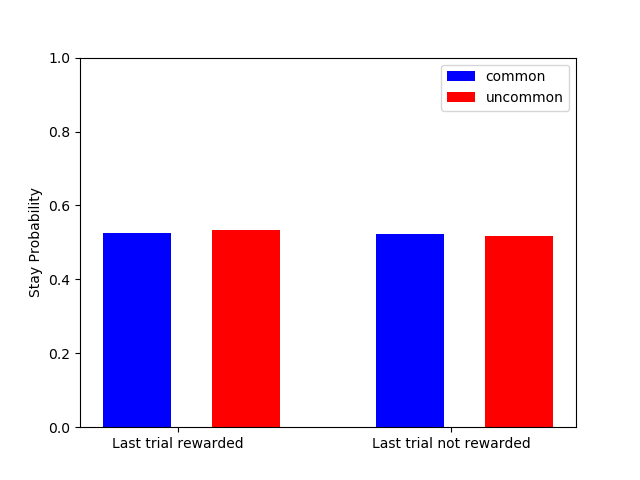 common
uncommon
Stay Probability
1.0
0.8
0.6
0.4
0.2
0.0
Last trial rewarded
Last trial not rewarded